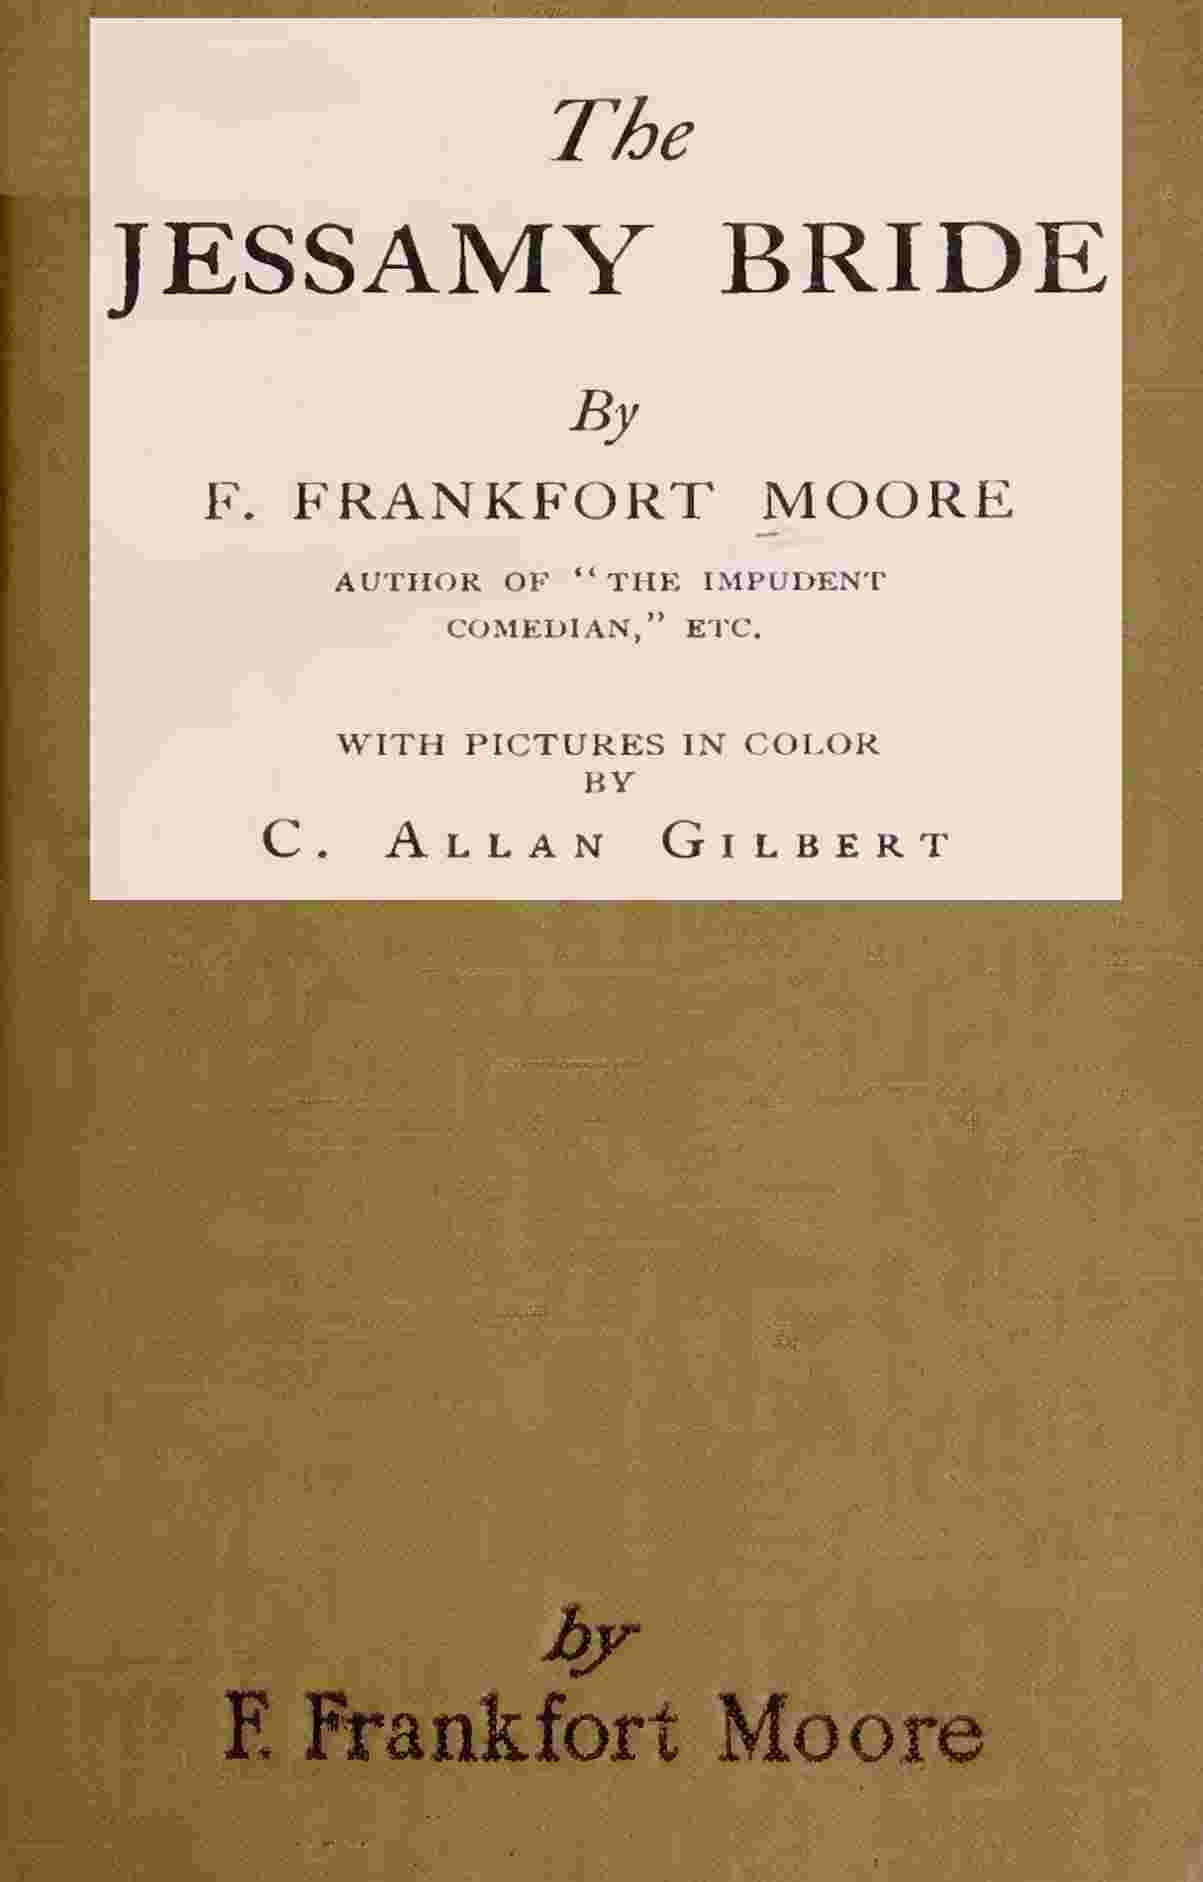 The
JESSAMY BRIDE
By
F. FRANKFORT MOORE
AUTHOR OF “THE IMPUDENT
COMEDIAN,” ETC.
WITH PICTURES IN COLOR
BY
C. ALLAN GILBERT
by
F. Frankfort Moore